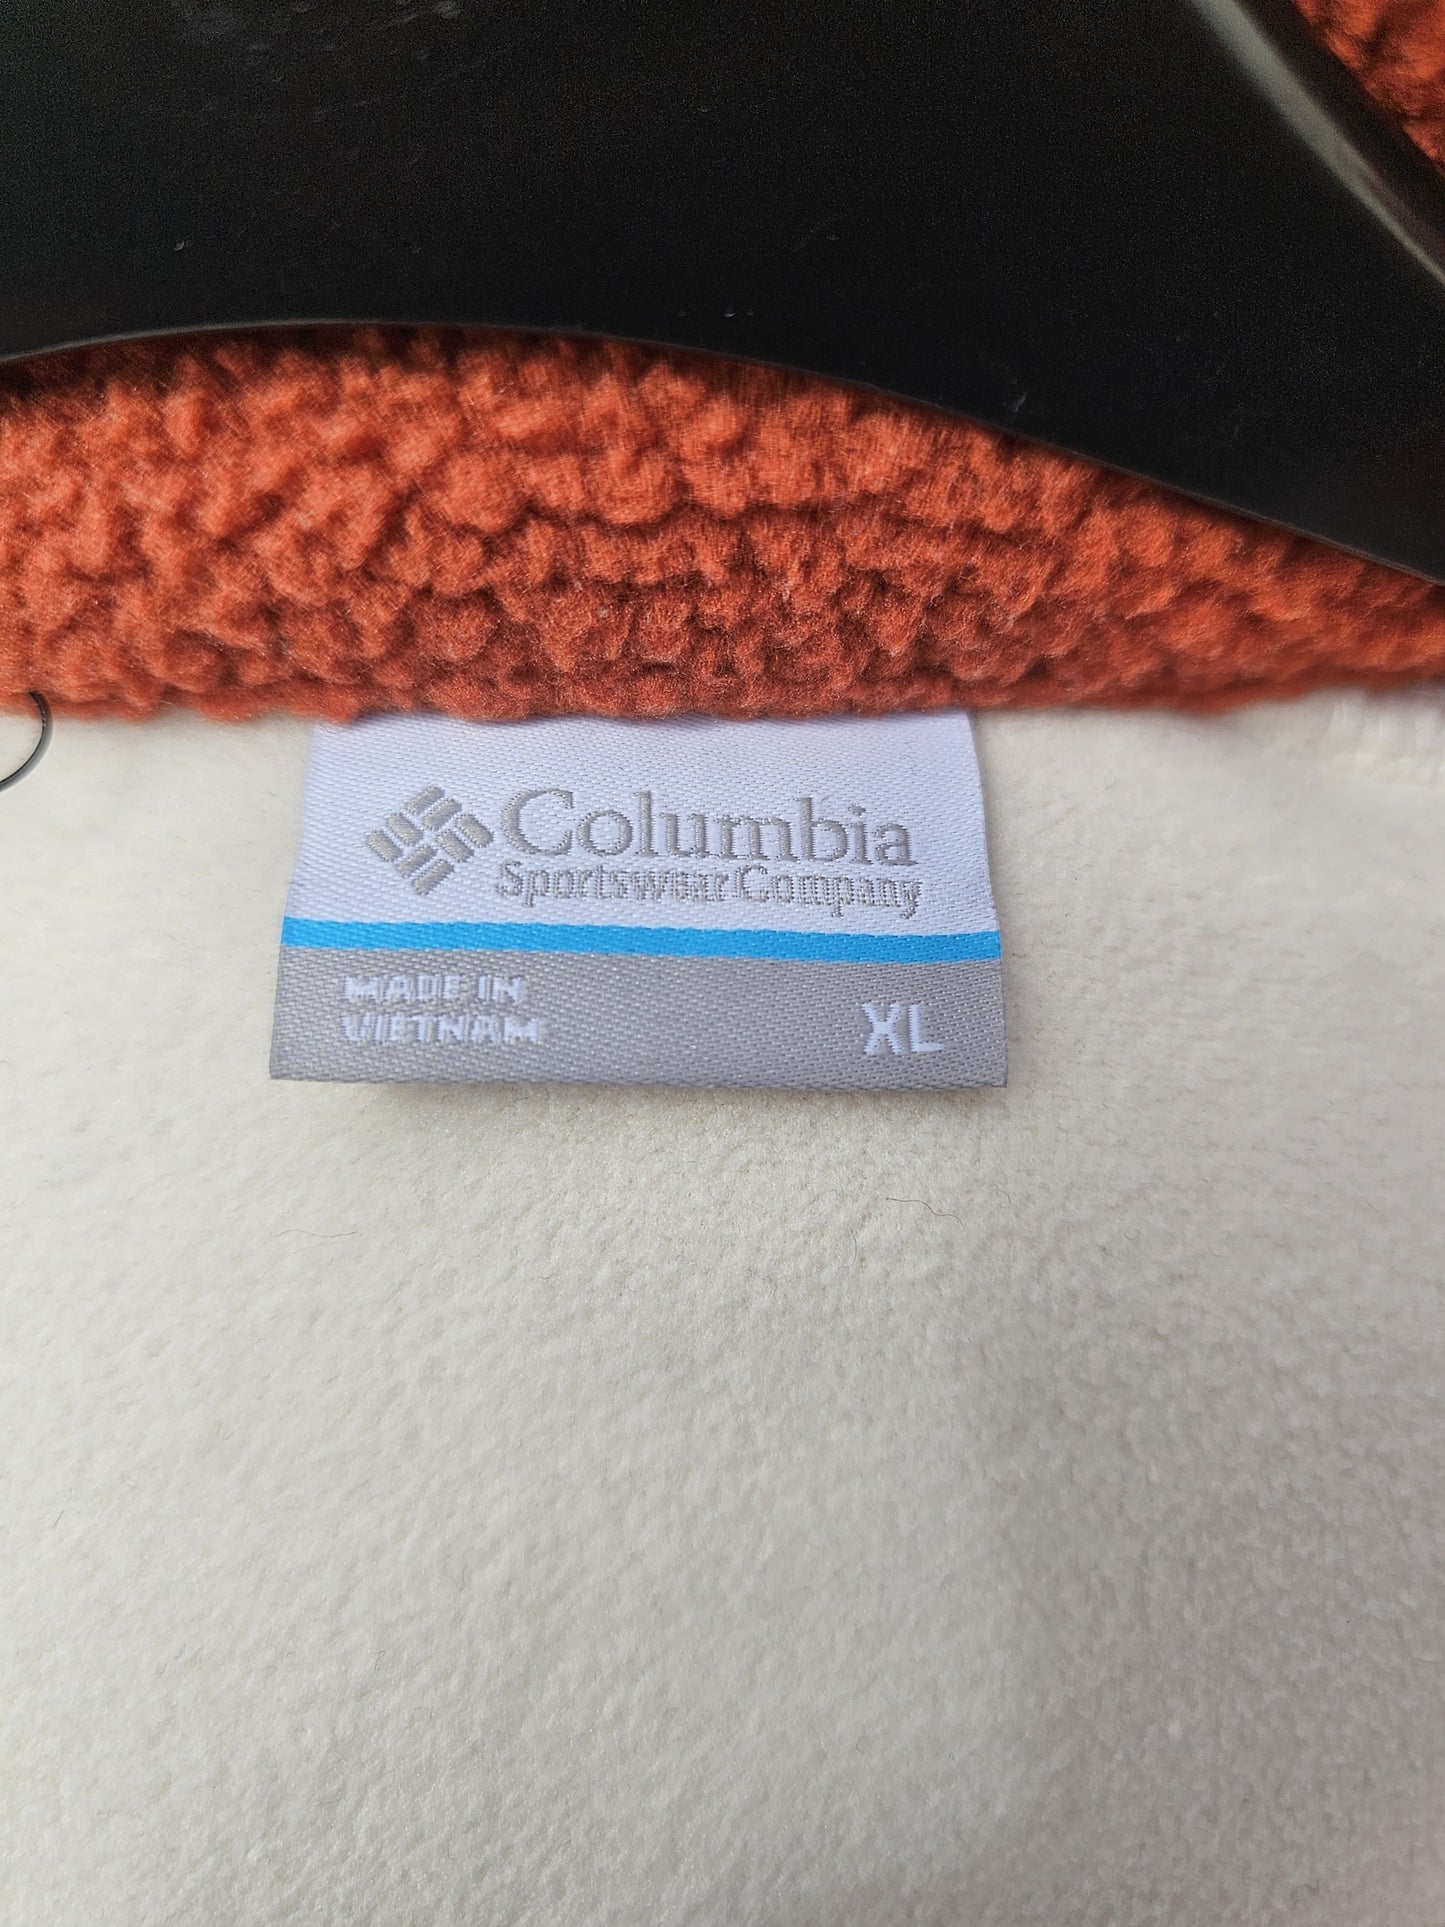 Columbia
Sportswear Company
MADE IN
VIETNAM
XL